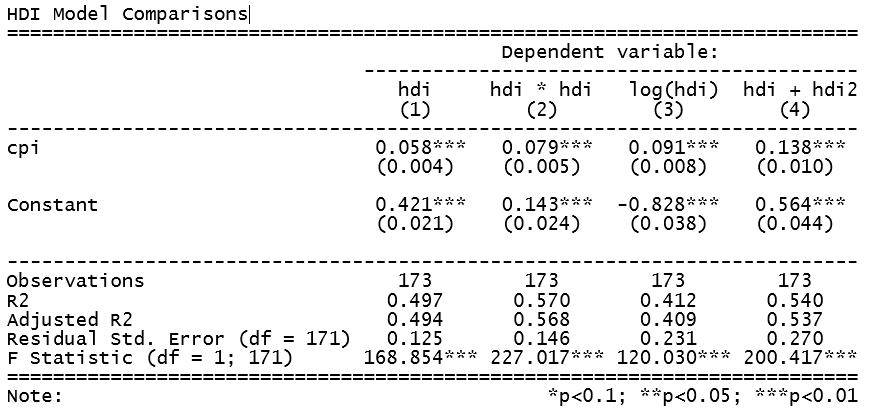 HDI Model Comparisons
=======================================================================
Dependent variable:
-----------------------------------------
hdi hdi * hdi log(hdi) hdi + hdi2
(1) (2) (3) (4)
-----------------------------------------------------------------------
cpi 0.058*** 0.079*** 0.091*** 0.138***
(0.004) (0.005) (0.008) (0.010)
Constant 0.421*** 0.143*** -0.828*** 0.564***
(0.021) (0.024) (0.038) (0.044)
-----------------------------------------------------------------------
Observations 173 173 173 173
R2 0.497 0.570 0.412 0.540
Adjusted R2 0.494 0.568 0.409 0.537
Residual Std. Error (df = 171) 0.125 0.146 0.231 0.270
F Statistic (df = 1; 171) 168.854*** 227.017*** 120.030*** 200.417***
=======================================================================
Note: *p<0.1; **p<0.05; ***p<0.01